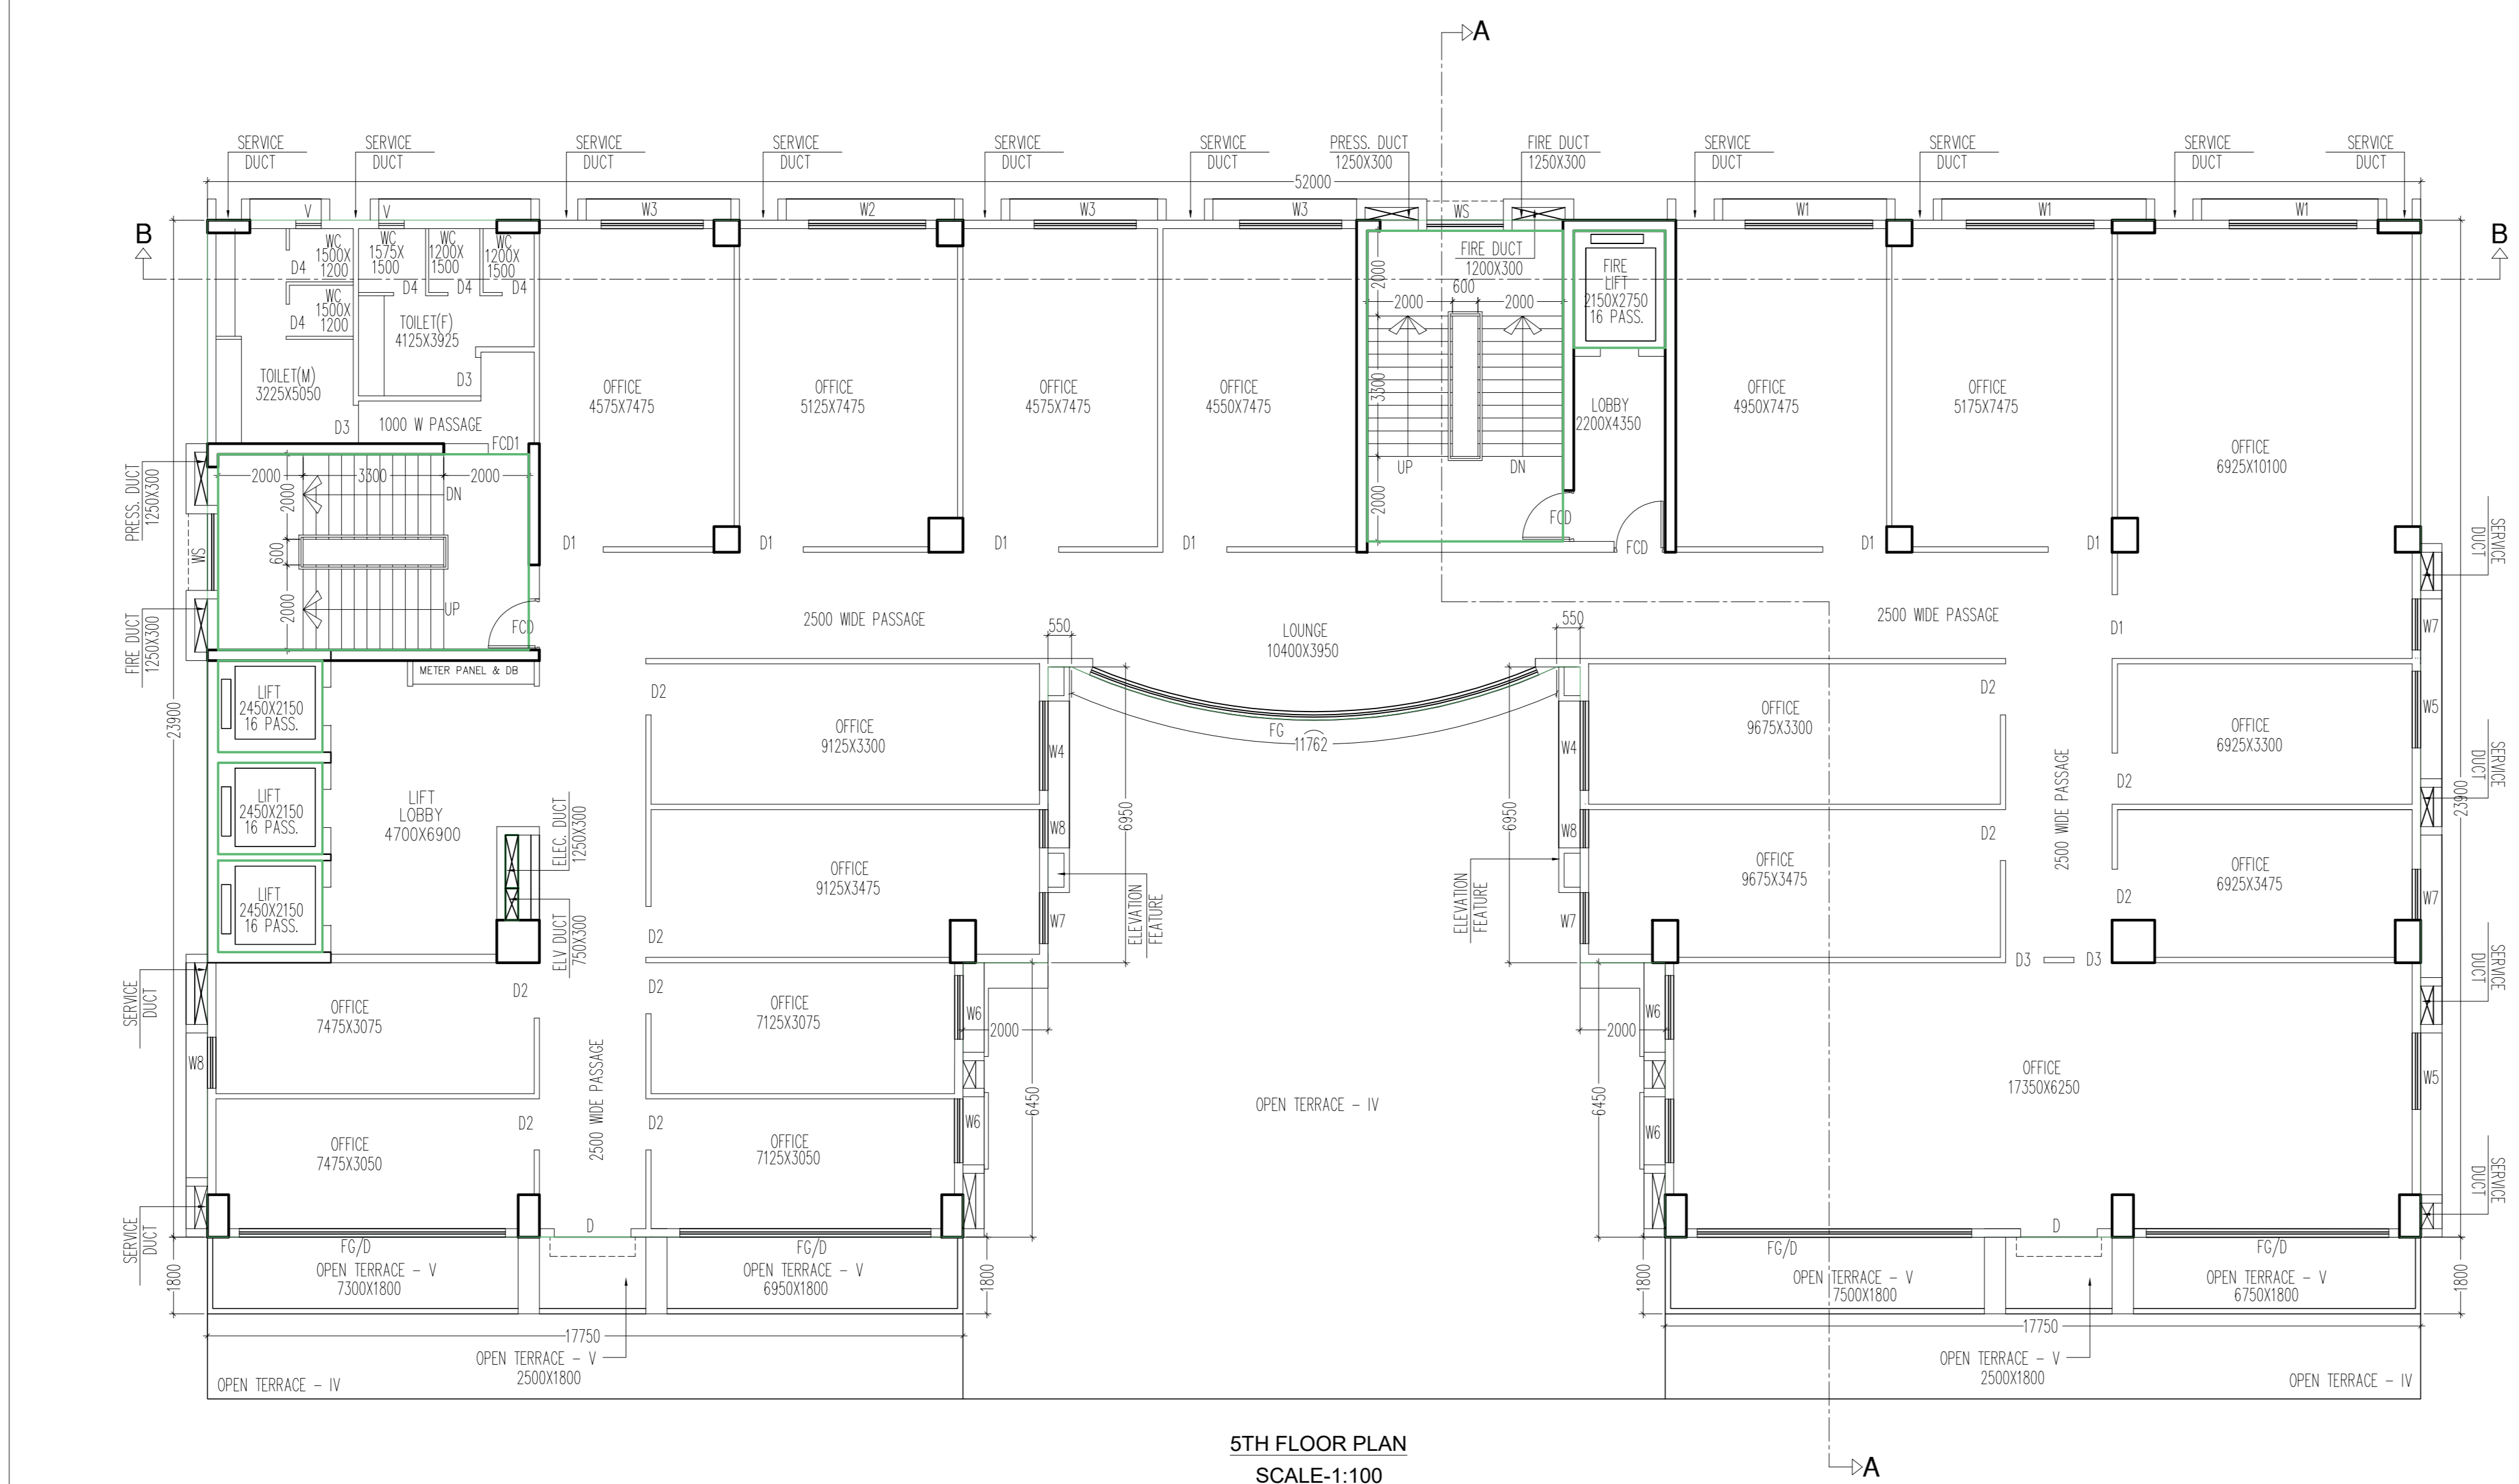 A
SERVICE
DUCT
SERVICE
DUCT
SERVICE
DUCT
SERVICE
DUCT
SERVICE
DUCT
SERVICE
DUCT
PRESS. DUCT
1250X300
FIRE DUCT
1250X300
SERVICE
DUCT
SERVICE
DUCT
SERVICE
DUCT
SERVICE
DUCT
52000
V
V
W3
W2
W3
W3
WS
W1
W1
W1
B
B
WC
1500X
1200
WC
1575X
1500
WC
1200X
1500
WC
1200X
1500
D4
D4
D4
D4
WC
1500X
1200
D4
TOILET(F)
4125X3925
TOILET(M)
3225X5050
D3
D3
1000 W PASSAGE
FCD1
OFFICE
4575X7475
OFFICE
5125X7475
OFFICE
4575X7475
OFFICE
4550X7475
FIRE DUCT
1200X300
2000
600
2000
2000
3300
2000
UP
DN
FIRE
LIFT
2150X2750
16 PASS.
LOBBY
2200X4350
FCD
FCD
OFFICE
4950X7475
OFFICE
5175X7475
OFFICE
6925X10100
PRESS. DUCT
1250X300
WS
FIRE DUCT
1250X300
2000
3300
2000
2000
600
2000
DN
UP
FCD
D1
D1
D1
D1
D1
D1
SERVICE
DUCT
2500 WIDE PASSAGE
550
LOUNGE
10400X3950
550
2500 WIDE PASSAGE
D1
W7
METER PANEL & DB
23900
LIFT
2450X2150
16 PASS.
LIFT
2450X2150
16 PASS.
LIFT
2450X2150
16 PASS.
LIFT
LOBBY
4700X6900
ELEC. DUCT
1250X300
ELV DUCT
750X300
D2
OFFICE
9125X3300
OFFICE
9125X3475
D2
W4
W8
W7
6950
ELEVATION
FEATURE
FG
11762
6950
ELEVATION
FEATURE
W4
W8
W7
OFFICE
9675X3300
D2
D2
OFFICE
9675X3475
2500 WIDE PASSAGE
OFFICE
6925X3300
D2
OFFICE
6925X3475
D2
W5
W7
SERVICE
DUCT
23900
SERVICE
DUCT
D3
D3
SERVICE
DUCT
W8
OFFICE
7475X3075
D2
D2
OFFICE
7125X3075
W6
2000
2000
W6
OFFICE
17350X6250
W5
2500 WIDE PASSAGE
OFFICE
7475X3050
D2
D2
OFFICE
7125X3050
W6
6450
OPEN TERRACE - IV
6450
W6
SERVICE
DUCT
SERVICE
DUCT
D
D
FG/D
FG/D
FG/D
FG/D
1800
OPEN TERRACE - V
7300X1800
OPEN TERRACE - V
6950X1800
1800
1800
OPEN TERRACE - V
7500X1800
OPEN TERRACE - V
6750X1800
1800
17750
17750
OPEN TERRACE - V
2500X1800
OPEN TERRACE - V
2500X1800
OPEN TERRACE - IV
OPEN TERRACE - IV
5TH FLOOR PLAN
SCALE-1:100
A